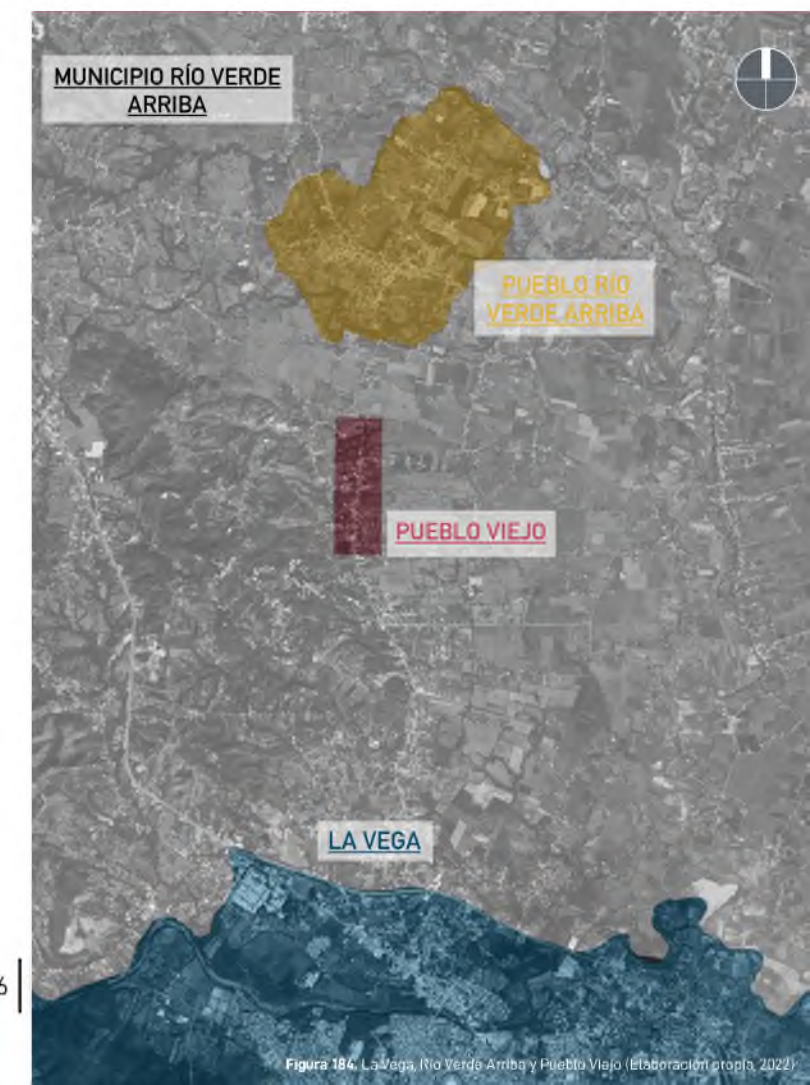 MUNICIPIO RÍO VERDE
ARRIBA
PUEBLO RÍO
VERDE ARRIBA
PUEBLO VIEJO
LA VEGA
6
Figura 184. La Vega, Río Verde Arriba y Pueblo Viejo (Elaboración propia, 2022)